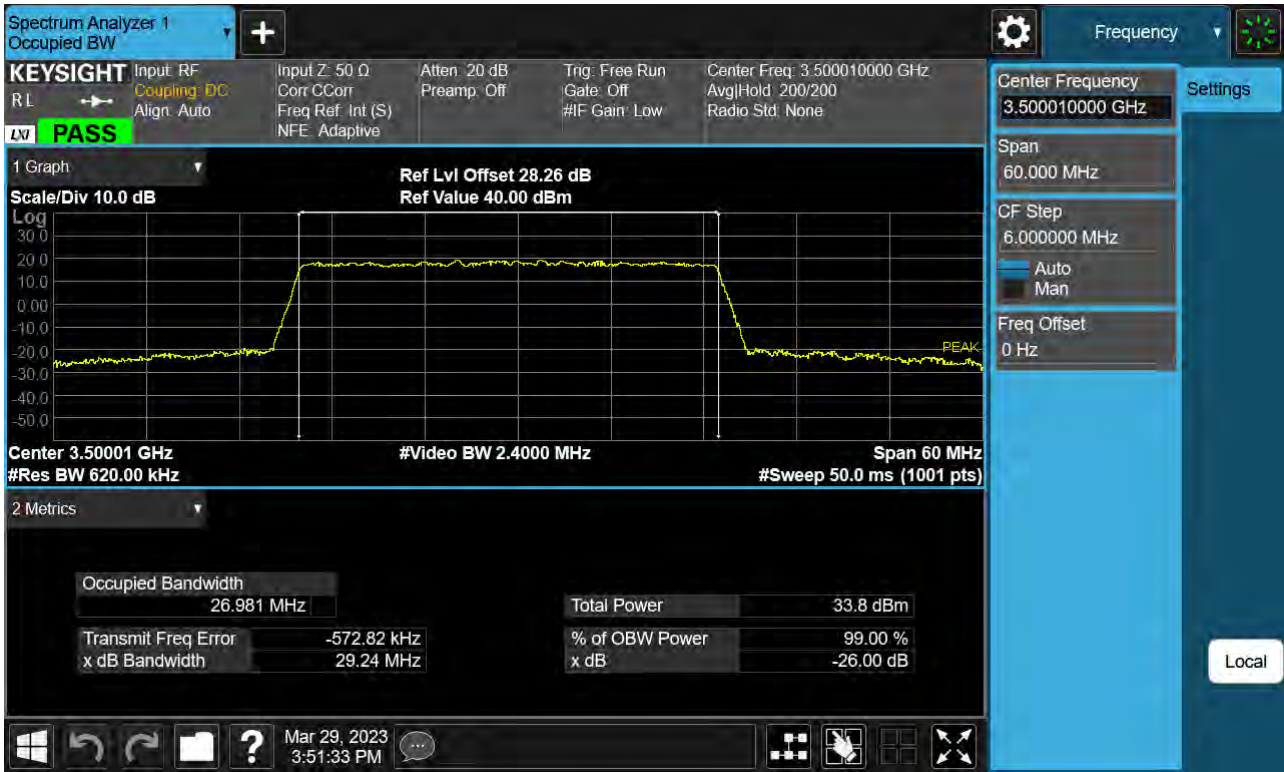 Spectrum Analyzer 1
Occupied BW
Frequency
KEYSIGHT
RL
LXI
PASS
Input: RF
Coupling: DC
Align: Auto
Input Z: 50 Ω
Corr CCorr
Freq Ref: Int (S)
NFE: Adaptive
Atten: 20 dB
Preamp: Off
Trig: Free Run
Gate: Off
#IF Gain: Low
Center Freq: 3.500010000 GHz
Avg|Hold: 200/200
Radio Std: None
Center Frequency
3.500010000 GHz
Settings
Span
60.000 MHz
CF Step
6.000000 MHz
Auto
Man
Freq Offset
0 Hz
Local
1 Graph
Scale/Div 10.0 dB
Ref Lvl Offset 28.26 dB
Ref Value 40.00 dBm
Log
30.0
20.0
10.0
0.00
-10.0
-20.0
-30.0
-40.0
-50.0
PEAK
Center 3.50001 GHz
#Video BW 2.4000 MHz
Span 60 MHz
#Res BW 620.00 kHz
#Sweep 50.0 ms (1001 pts)
2 Metrics
Occupied Bandwidth
26.981 MHz
Transmit Freq Error -572.82 kHz
x dB Bandwidth 29.24 MHz
Total Power 33.8 dBm
% of OBW Power 99.00 %
x dB -26.00 dB
?
Mar 29, 2023
3:51:33 PM